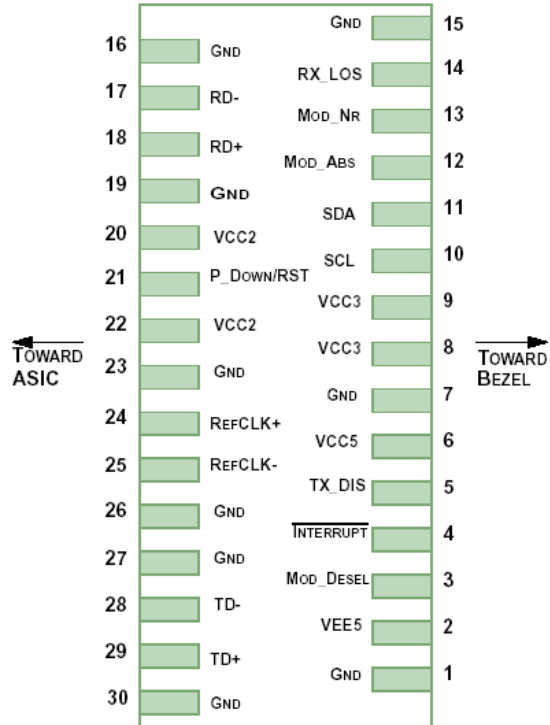 GND 15
16 GND
RX_LOS 14
17 RD-
MOD_NR 13
18 RD+
MOD_ABS 12
19 GND
SDA 11
20 VCC2
SCL 10
21 P_DOWN/RST
VCC3 9
22 VCC2
VCC3 8
TOWARD
ASIC
TOWARD
BEZEL
23 GND
GND 7
24 REFCLK+
VCC5 6
25 REFCLK-
TX_DIS 5
26 GND
INTERRUPT 4
27 GND
MOD_DESEL 3
28 TD-
VEE5 2
29 TD+
GND 1
30 GND